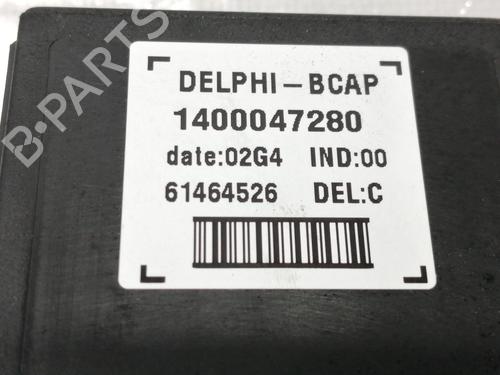 B-PARTS
DELPHI-BCAP
1400047280
date:02G4 IND:00
61464526 DEL:C